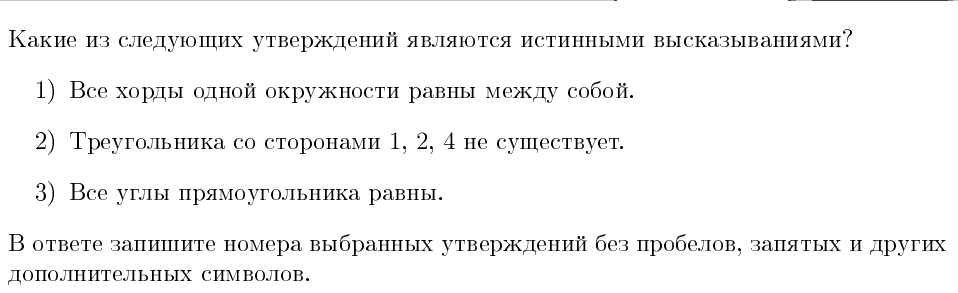 Какие из следующих утверждений являются истинными высказываниями?
1) Все хорды одной окружности равны между собой.
2) Треугольника со сторонами 1, 2, 4 не существует.
3) Все углы прямоугольника равны.
В ответе запишите номера выбранных утверждений без пробелов, запятых и других
дополнительных символов.